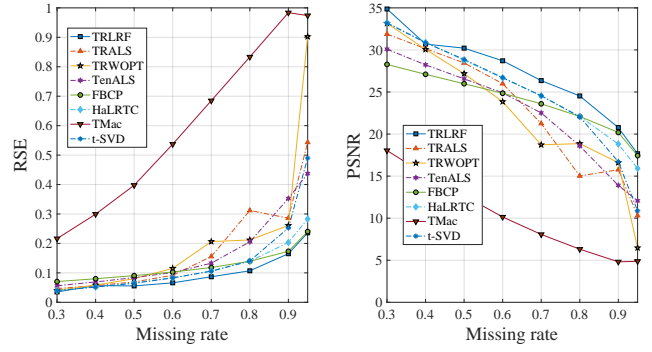 1
0.9
0.8
0.7
0.6
0.5
0.4
0.3
0.2
0.1
0
RSE
TRLRF
TRALS
TRWOPT
TenALS
FBCP
HaLRTC
TMac
t-SVD
0.3 0.4 0.5 0.6 0.7 0.8 0.9
Missing rate
35
30
25
20
15
10
5
0
PSNR
TRLRF
TRALS
TRWOPT
TenALS
FBCP
HaLRTC
TMac
t-SVD
0.3 0.4 0.5 0.6 0.7 0.8 0.9
Missing rate